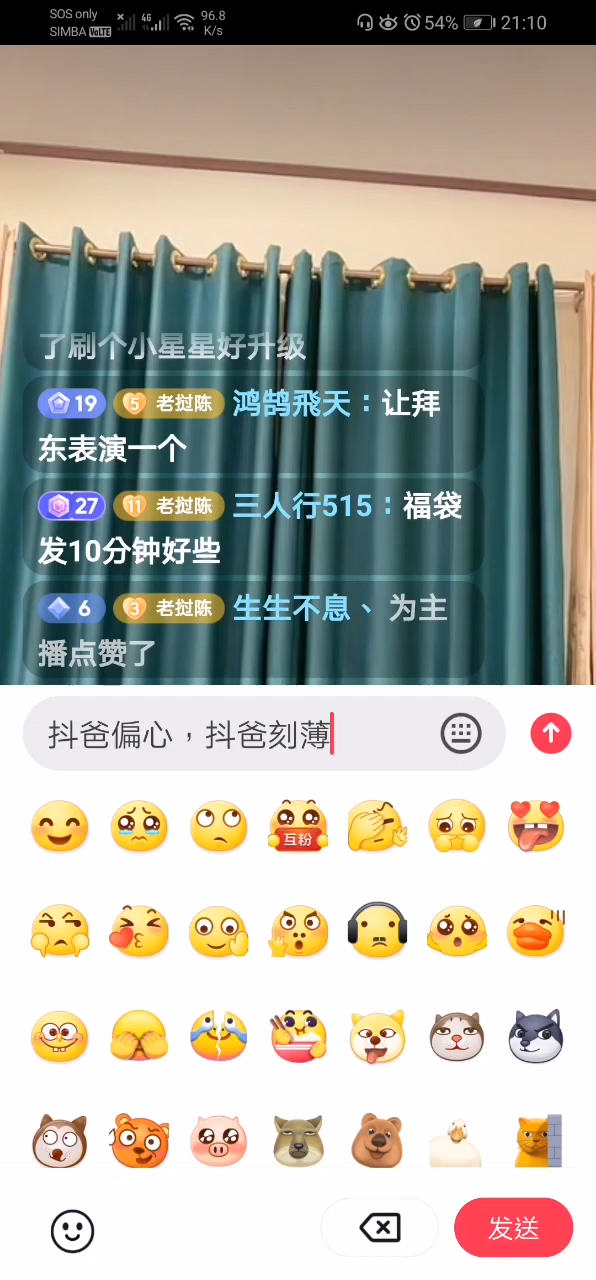 SOS only
SIMBA VoLTE
4G
96.8
K/s
54%
21:10
了刷个小星星好升级
19 5 老挝陈 鸿鹄飛天：让拜
东表演一个
27 11 老挝陈 三人行515：福袋
发10分钟好些
6 3 老挝陈 生生不息、 为主
播点赞了
抖爸偏心，抖爸刻薄
互粉
发送